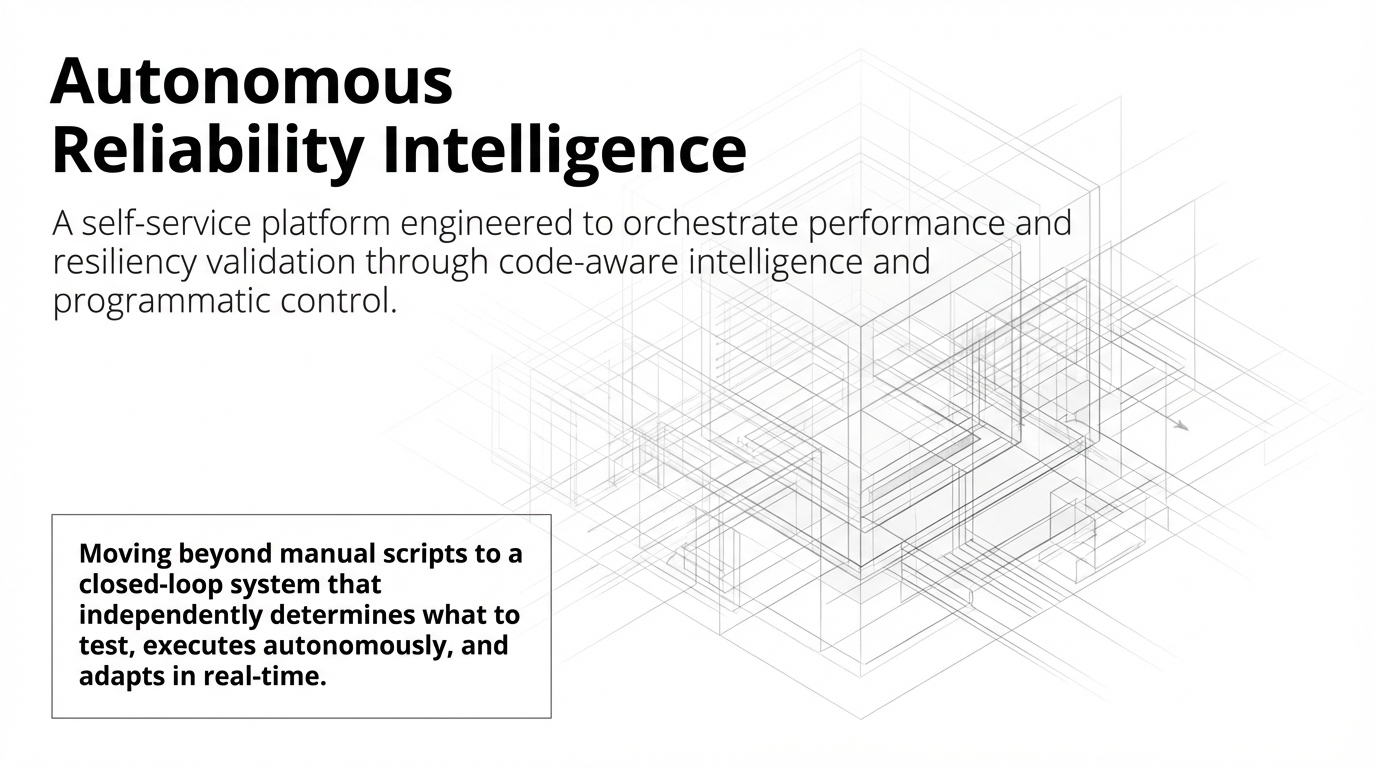 Autonomous
Reliability Intelligence
A self-service platform engineered to orchestrate performance and
resiliency validation through code-aware intelligence and
programmatic control.
Moving beyond manual scripts to a
closed-loop system that
independently determines what to
test, executes autonomously, and
adapts in real-time.